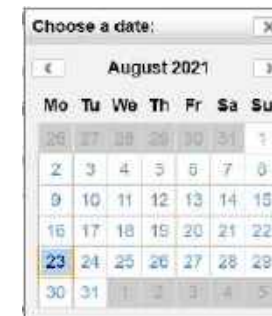 Choose a date: x
‹ August 2021 ›
Mo Tu We Th Fr Sa Su
26 27 28 29 30 31 1
2 3 4 5 6 7 8
9 10 11 12 13 14 15
16 17 18 19 20 21 22
23 24 25 26 27 28 29
30 31 1 2 3 4 5